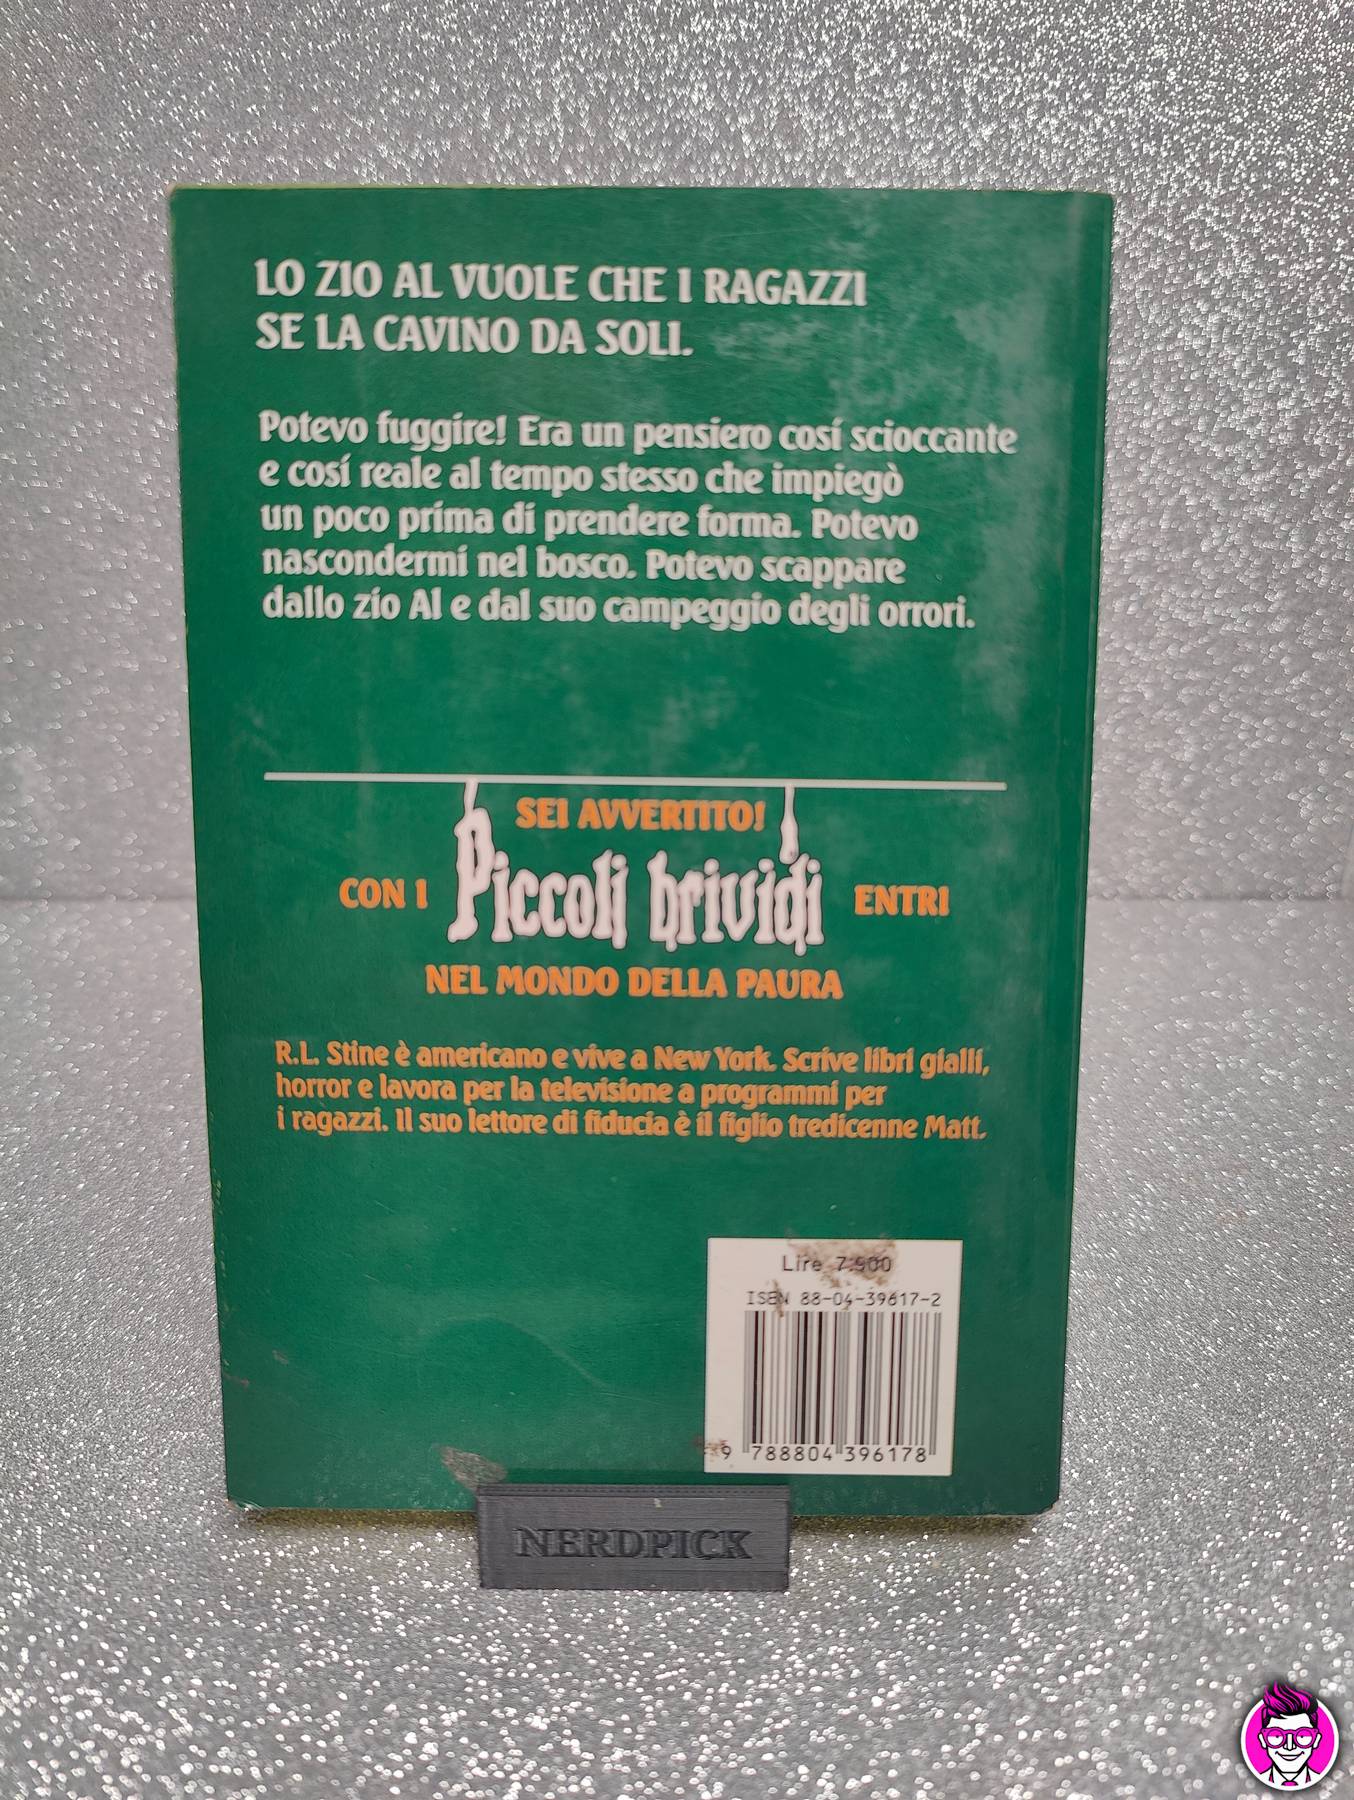 LO ZIO AL VUOLE CHE I RAGAZZI
SE LA CAVINO DA SOLI.
Potevo fuggire! Era un pensiero cosí scioccante
e cosí reale al tempo stesso che impiegò
un poco prima di prendere forma. Potevo
nascondermi nel bosco. Potevo scappare
dallo zio Al e dal suo campeggio degli orrori.
SEI AVVERTITO!
CON I Piccoli brividi ENTRI
NEL MONDO DELLA PAURA
R.L. Stine è americano e vive a New York. Scrive libri gialli,
horror e lavora per la televisione a programmi per
i ragazzi. Il suo lettore di fiducia è il figlio tredicenne Matt.
Lire 7.900
ISBN 88-04-39617-2
9 788804 396178
NERDPICK